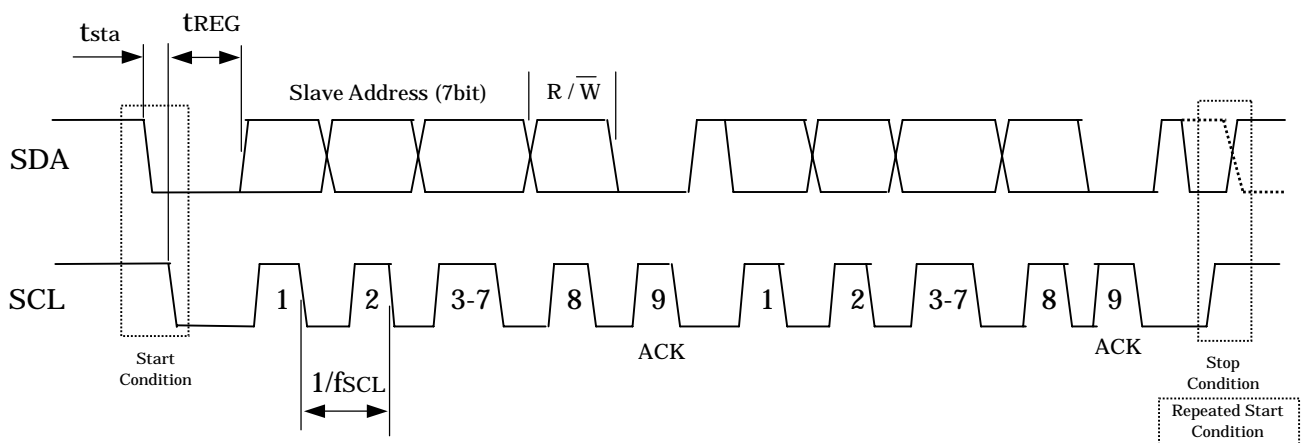 tsta
tREG
Slave Address (7bit)
R / W̅
SDA
SCL
1
2
3-7
8
9
1
2
3-7
8
9
ACK
ACK
Start
Condition
1/fSCL
Stop
Condition
Repeated Start
Condition